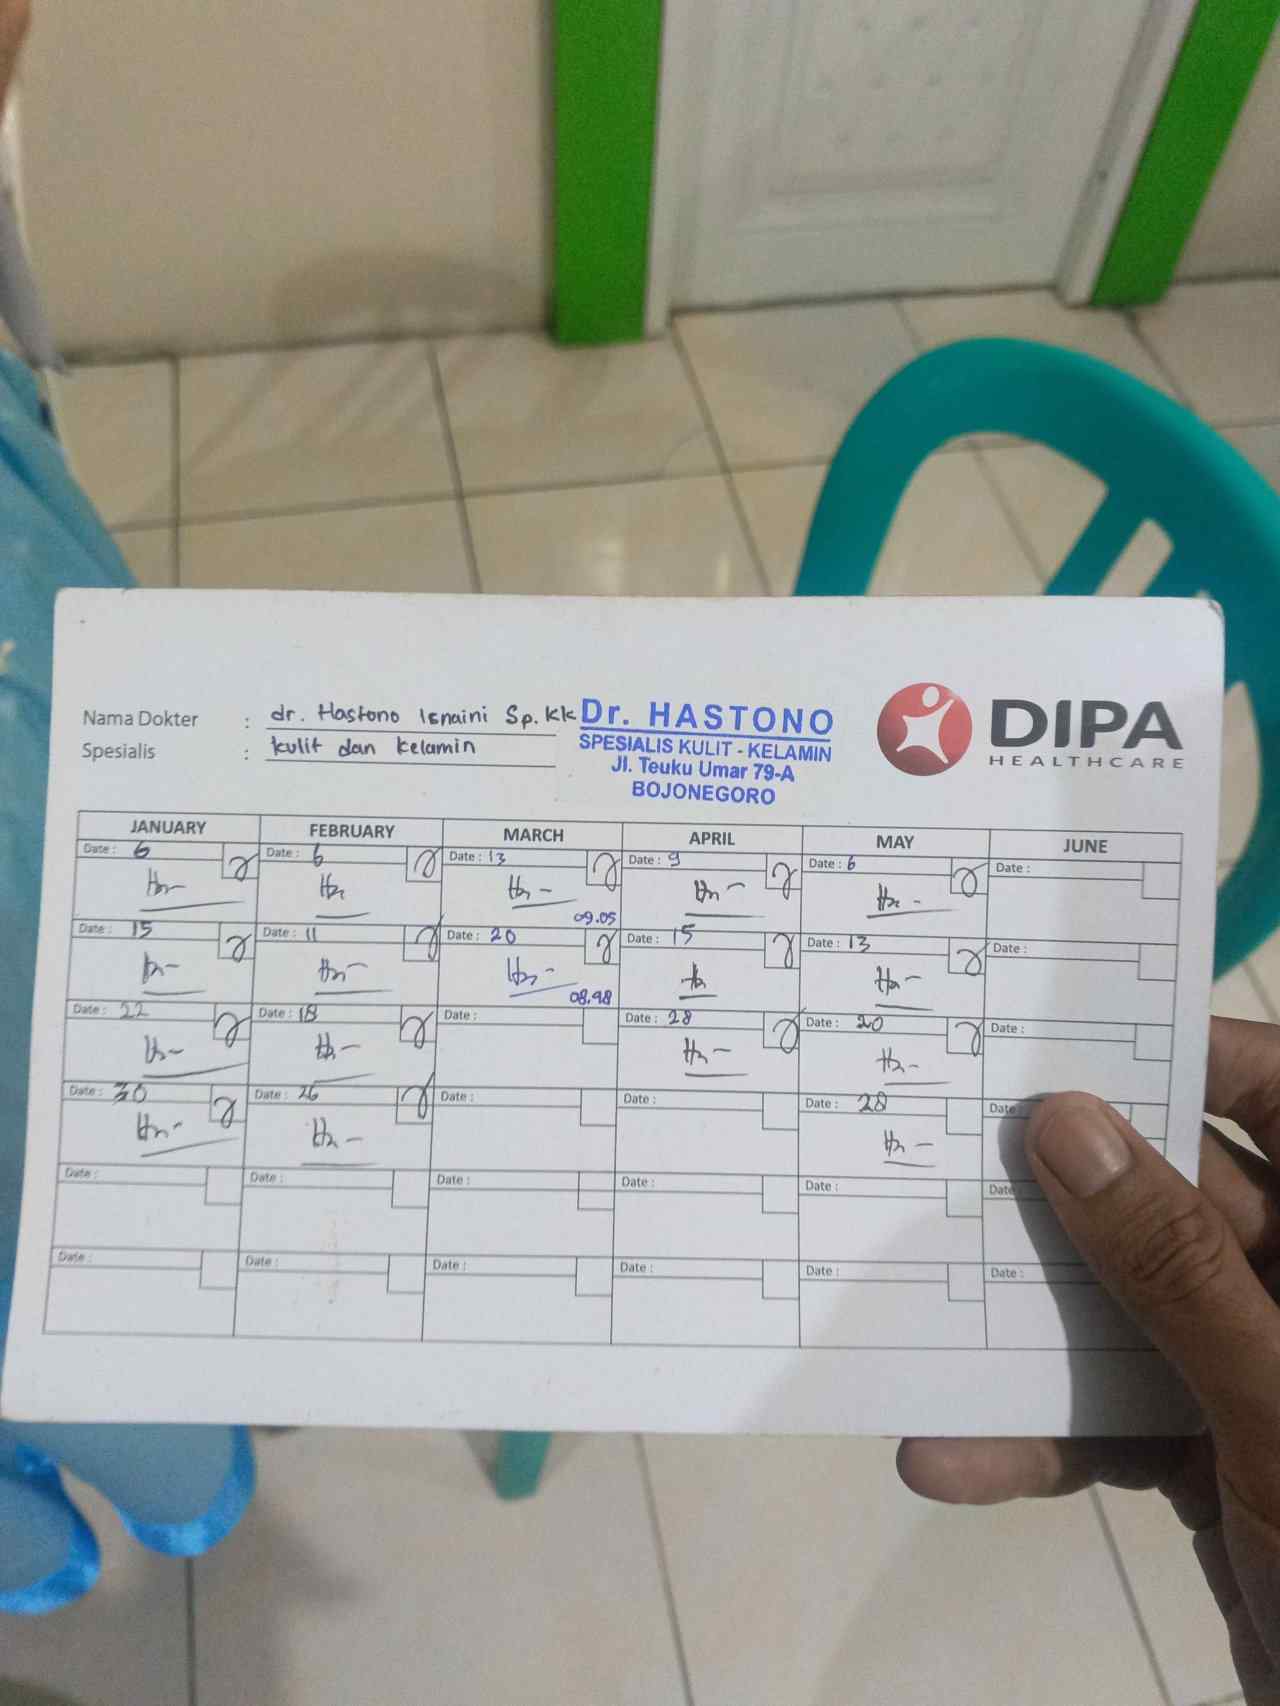 Nama Dokter : dr. Hastono Isnaini Sp.KK
Spesialis : kulit dan kelamin
Dr. HASTONO
SPESIALIS KULIT - KELAMIN
Jl. Teuku Umar 79-A
BOJONEGORO
DIPA
HEALTHCARE
JANUARY FEBRUARY MARCH APRIL MAY JUNE
Date : 6 Date : 6 Date : 13 Date : 9 Date : 6 Date :
09.05
Date : 15 Date : 11 Date : 20 Date : 15 Date : 13 Date :
08.48
Date : 22 Date : 18 Date : Date : 28 Date : 20 Date :
Date : 30 Date : 26 Date : Date : Date : 28 Date
Date : Date : Date : Date : Date : Date
Date : Date : Date : Date : Date : Date :